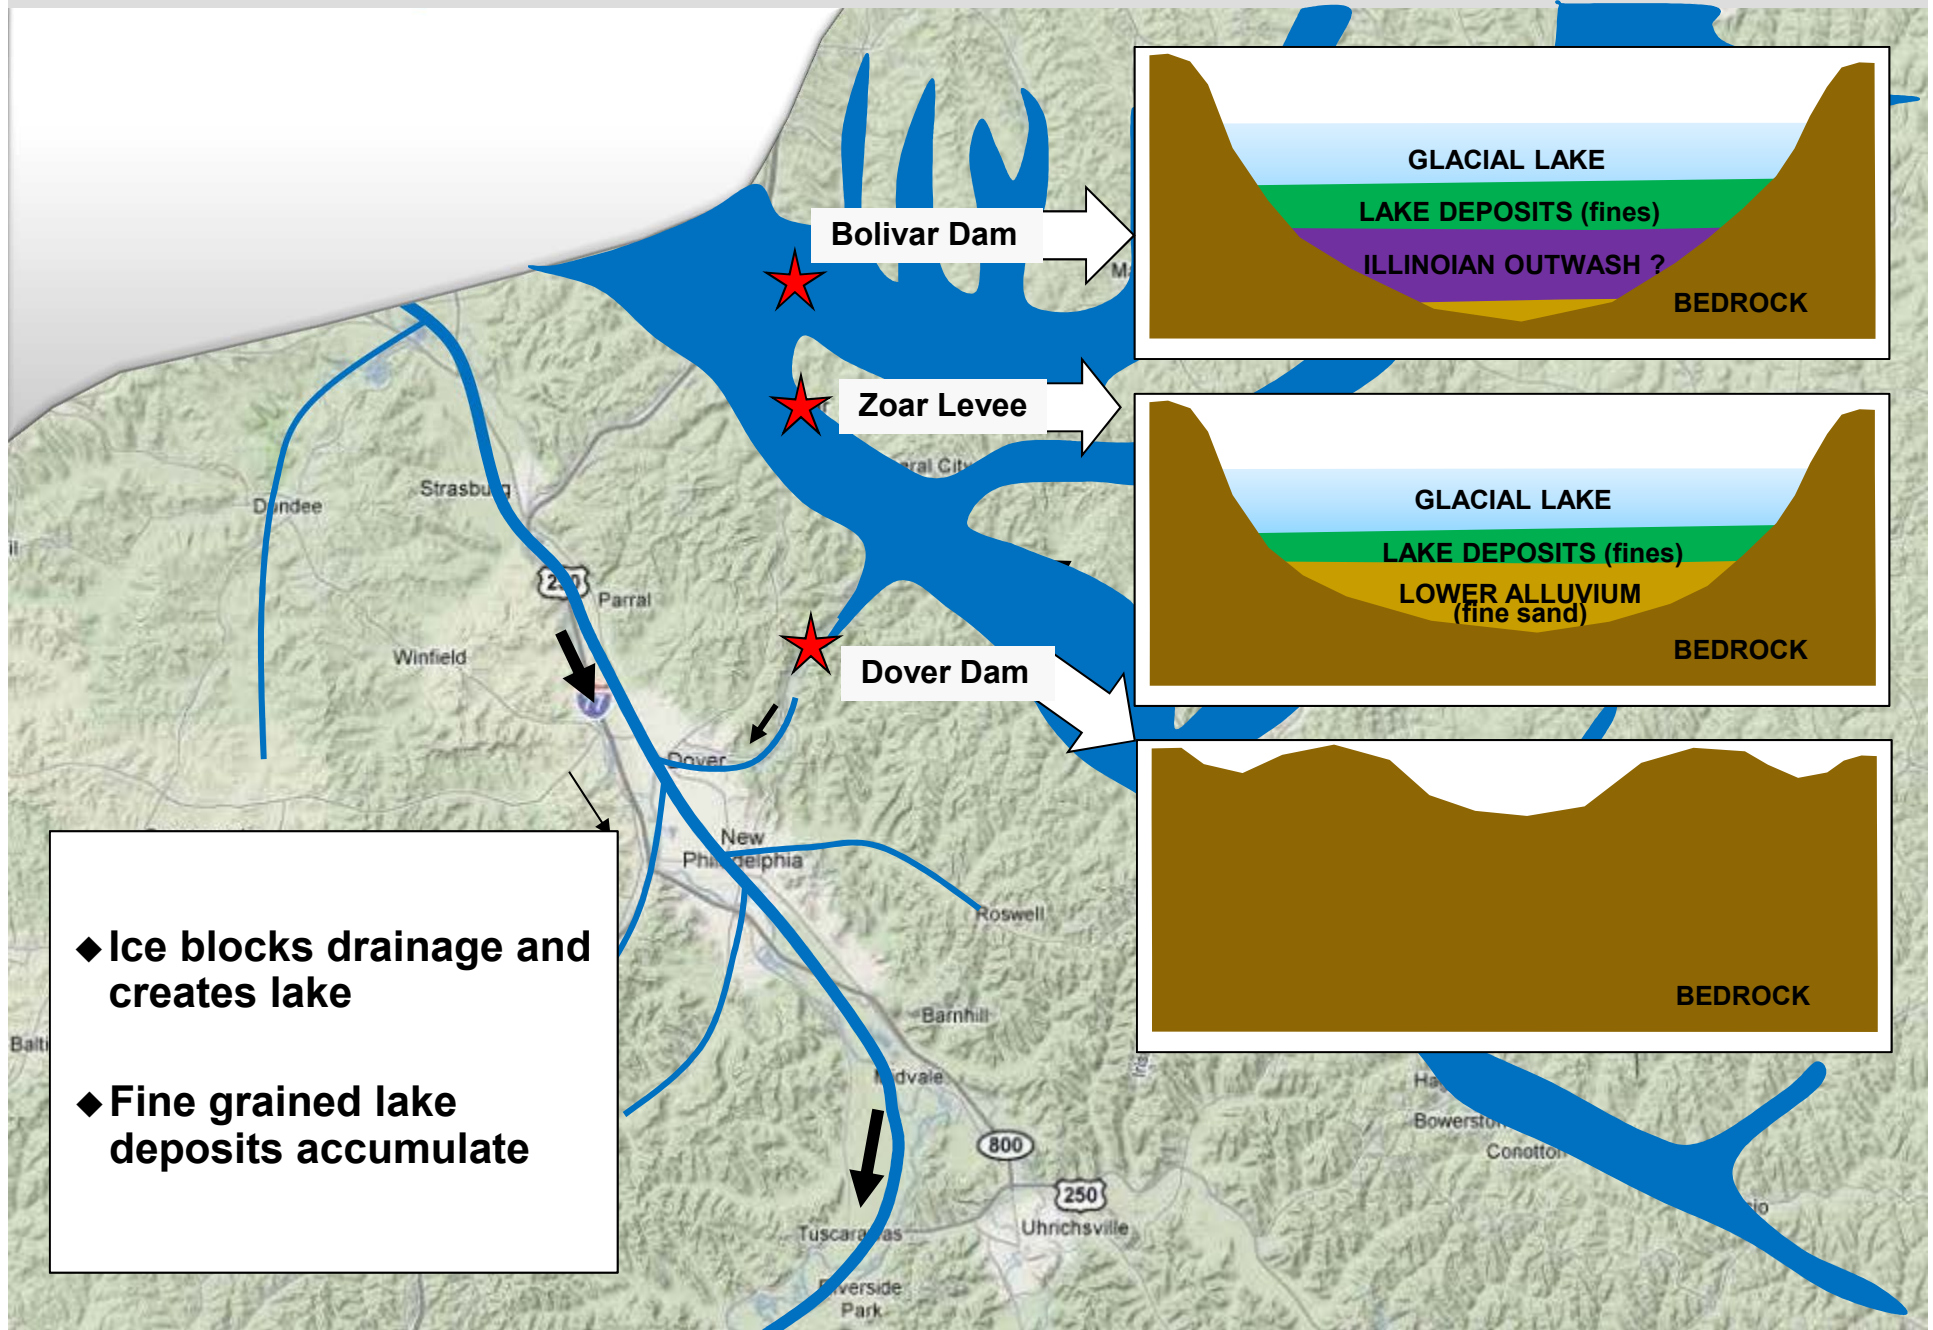 GLACIAL LAKE
LAKE DEPOSITS (fines)
ILLINOIAN OUTWASH ?
BEDROCK
Bolivar Dam
Zoar Levee
GLACIAL LAKE
LAKE DEPOSITS (fines)
LOWER ALLUVIUM
(fine sand)
BEDROCK
Dover Dam
BEDROCK
Strasburg
Dundee
Parral
Winfield
Dover
New
Philadelphia
Roswell
Barnhill
Midvale
800
250
Uhrichsville
Tuscarawas
Riverside
Park
Bowerston
Conotton
◆ Ice blocks drainage and
creates lake
◆ Fine grained lake
deposits accumulate